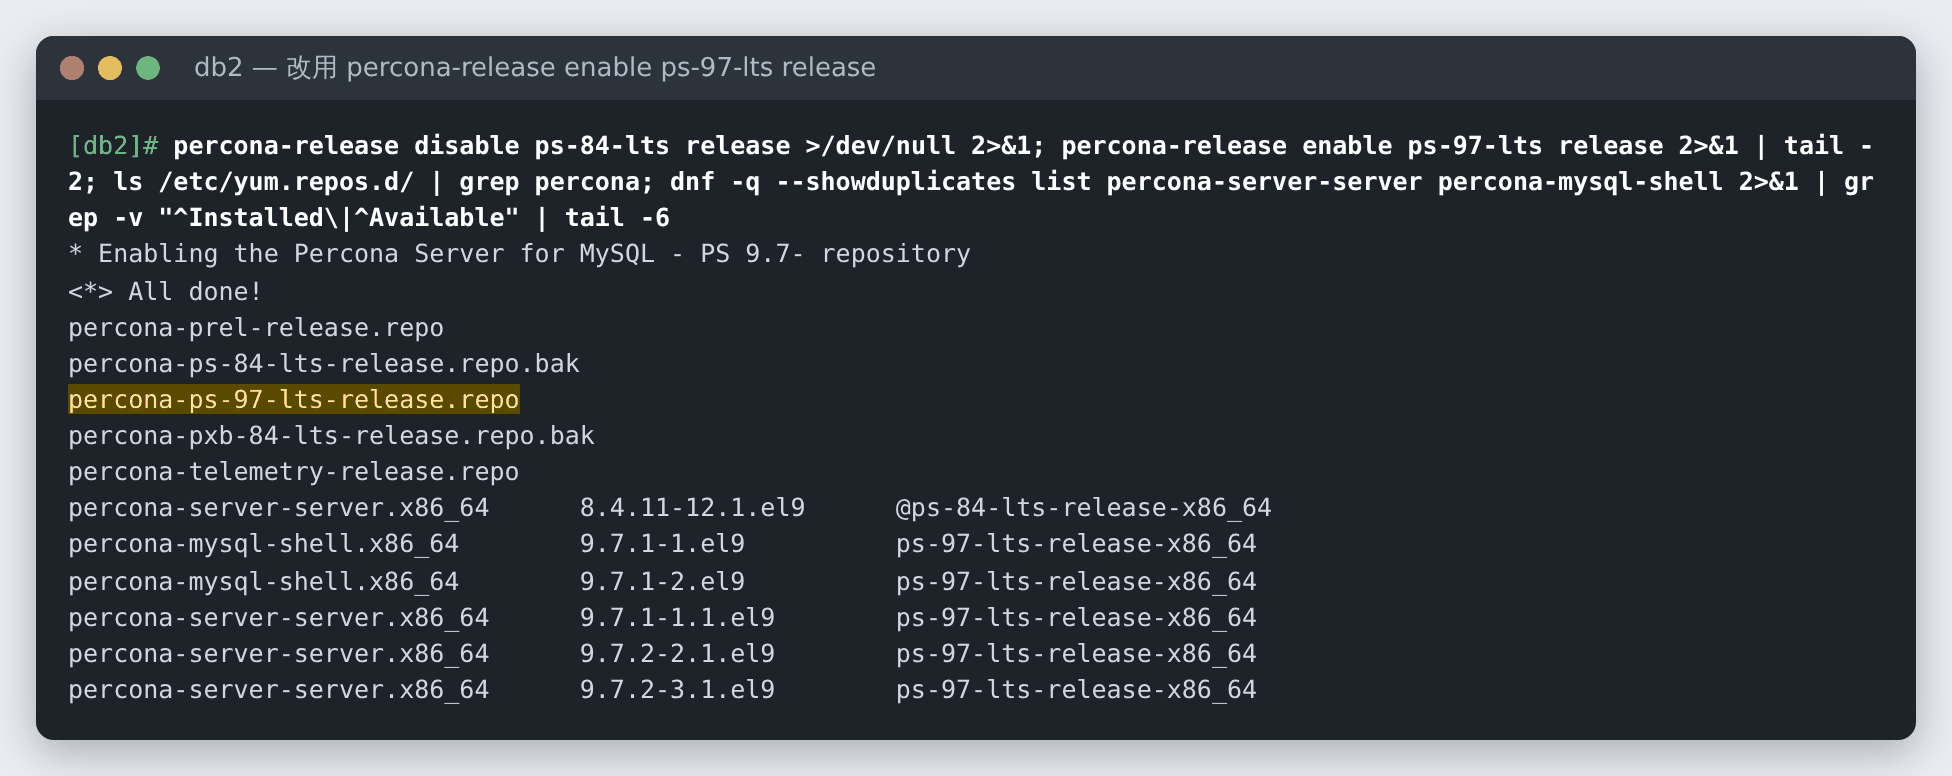 db2 — 改用 percona-release enable ps-97-lts release
[db2]# percona-release disable ps-84-lts release >/dev/null 2>&1; percona-release enable ps-97-lts release 2>&1 | tail -
2; ls /etc/yum.repos.d/ | grep percona; dnf -q --showduplicates list percona-server-server percona-mysql-shell 2>&1 | gr
ep -v "^Installed\|^Available" | tail -6
* Enabling the Percona Server for MySQL - PS 9.7- repository
<*> All done!
percona-prel-release.repo
percona-ps-84-lts-release.repo.bak
percona-ps-97-lts-release.repo
percona-pxb-84-lts-release.repo.bak
percona-telemetry-release.repo
percona-server-server.x86_64      8.4.11-12.1.el9      @ps-84-lts-release-x86_64
percona-mysql-shell.x86_64        9.7.1-1.el9          ps-97-lts-release-x86_64
percona-mysql-shell.x86_64        9.7.1-2.el9          ps-97-lts-release-x86_64
percona-server-server.x86_64      9.7.1-1.1.el9        ps-97-lts-release-x86_64
percona-server-server.x86_64      9.7.2-2.1.el9        ps-97-lts-release-x86_64
percona-server-server.x86_64      9.7.2-3.1.el9        ps-97-lts-release-x86_64